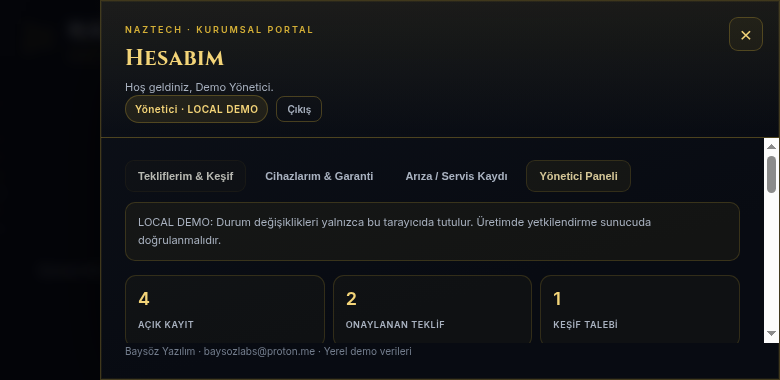 NAZTECH · KURUMSAL PORTAL
Hesabım
Hoş geldiniz, Demo Yönetici.
Yönetici · LOCAL DEMO
Çıkış
Tekliflerim & Keşif
Cihazlarım & Garanti
Arıza / Servis Kaydı
Yönetici Paneli
LOCAL DEMO: Durum değişiklikleri yalnızca bu tarayıcıda tutulur. Üretimde yetkilendirme sunucuda
doğrulanmalıdır.
4
AÇIK KAYIT
2
ONAYLANAN TEKLİF
1
KEŞİF TALEBİ
Baysöz Yazılım · baysozlabs@proton.me · Yerel demo verileri